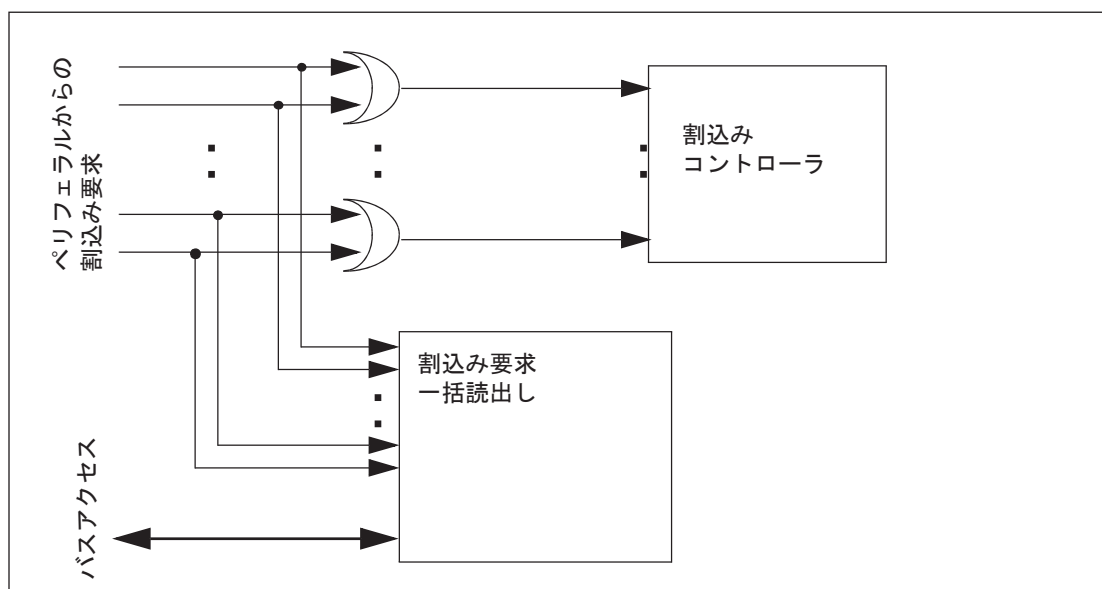 ペリフェラルからの
割込み要求
割込み
コントローラ
割込み要求
一括読出し
バスアクセス